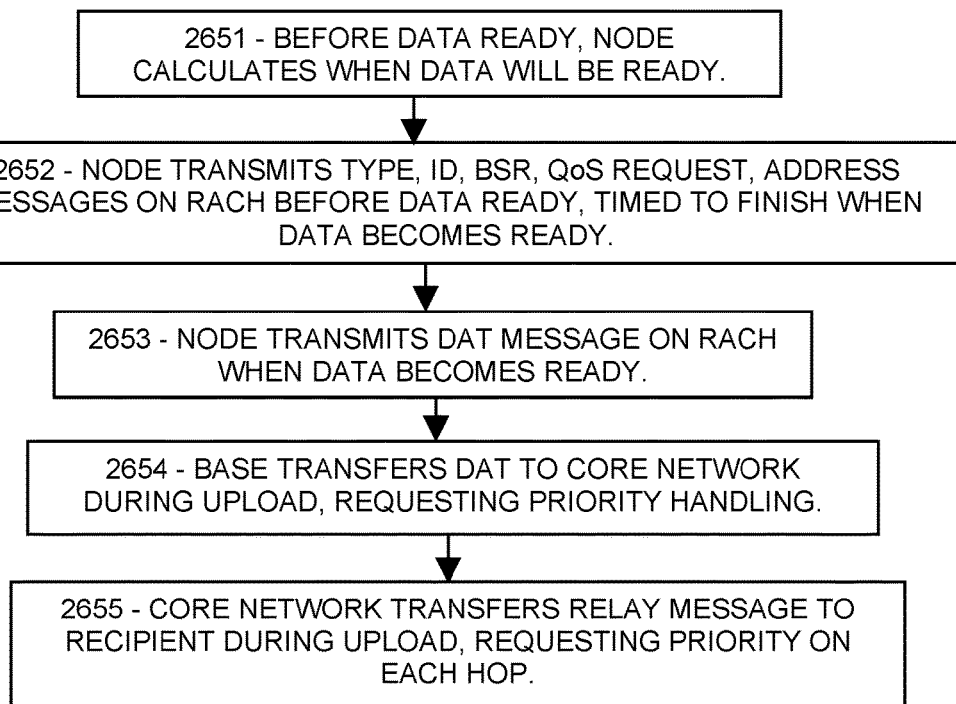 2651 - BEFORE DATA READY, NODE
CALCULATES WHEN DATA WILL BE READY.
2652 - NODE TRANSMITS TYPE, ID, BSR, QoS REQUEST, ADDRESS
ESSAGES ON RACH BEFORE DATA READY, TIMED TO FINISH WHEN
DATA BECOMES READY.
2653 - NODE TRANSMITS DAT MESSAGE ON RACH
WHEN DATA BECOMES READY.
2654 - BASE TRANSFERS DAT TO CORE NETWORK
DURING UPLOAD, REQUESTING PRIORITY HANDLING.
2655 - CORE NETWORK TRANSFERS RELAY MESSAGE TO
RECIPIENT DURING UPLOAD, REQUESTING PRIORITY ON
EACH HOP.